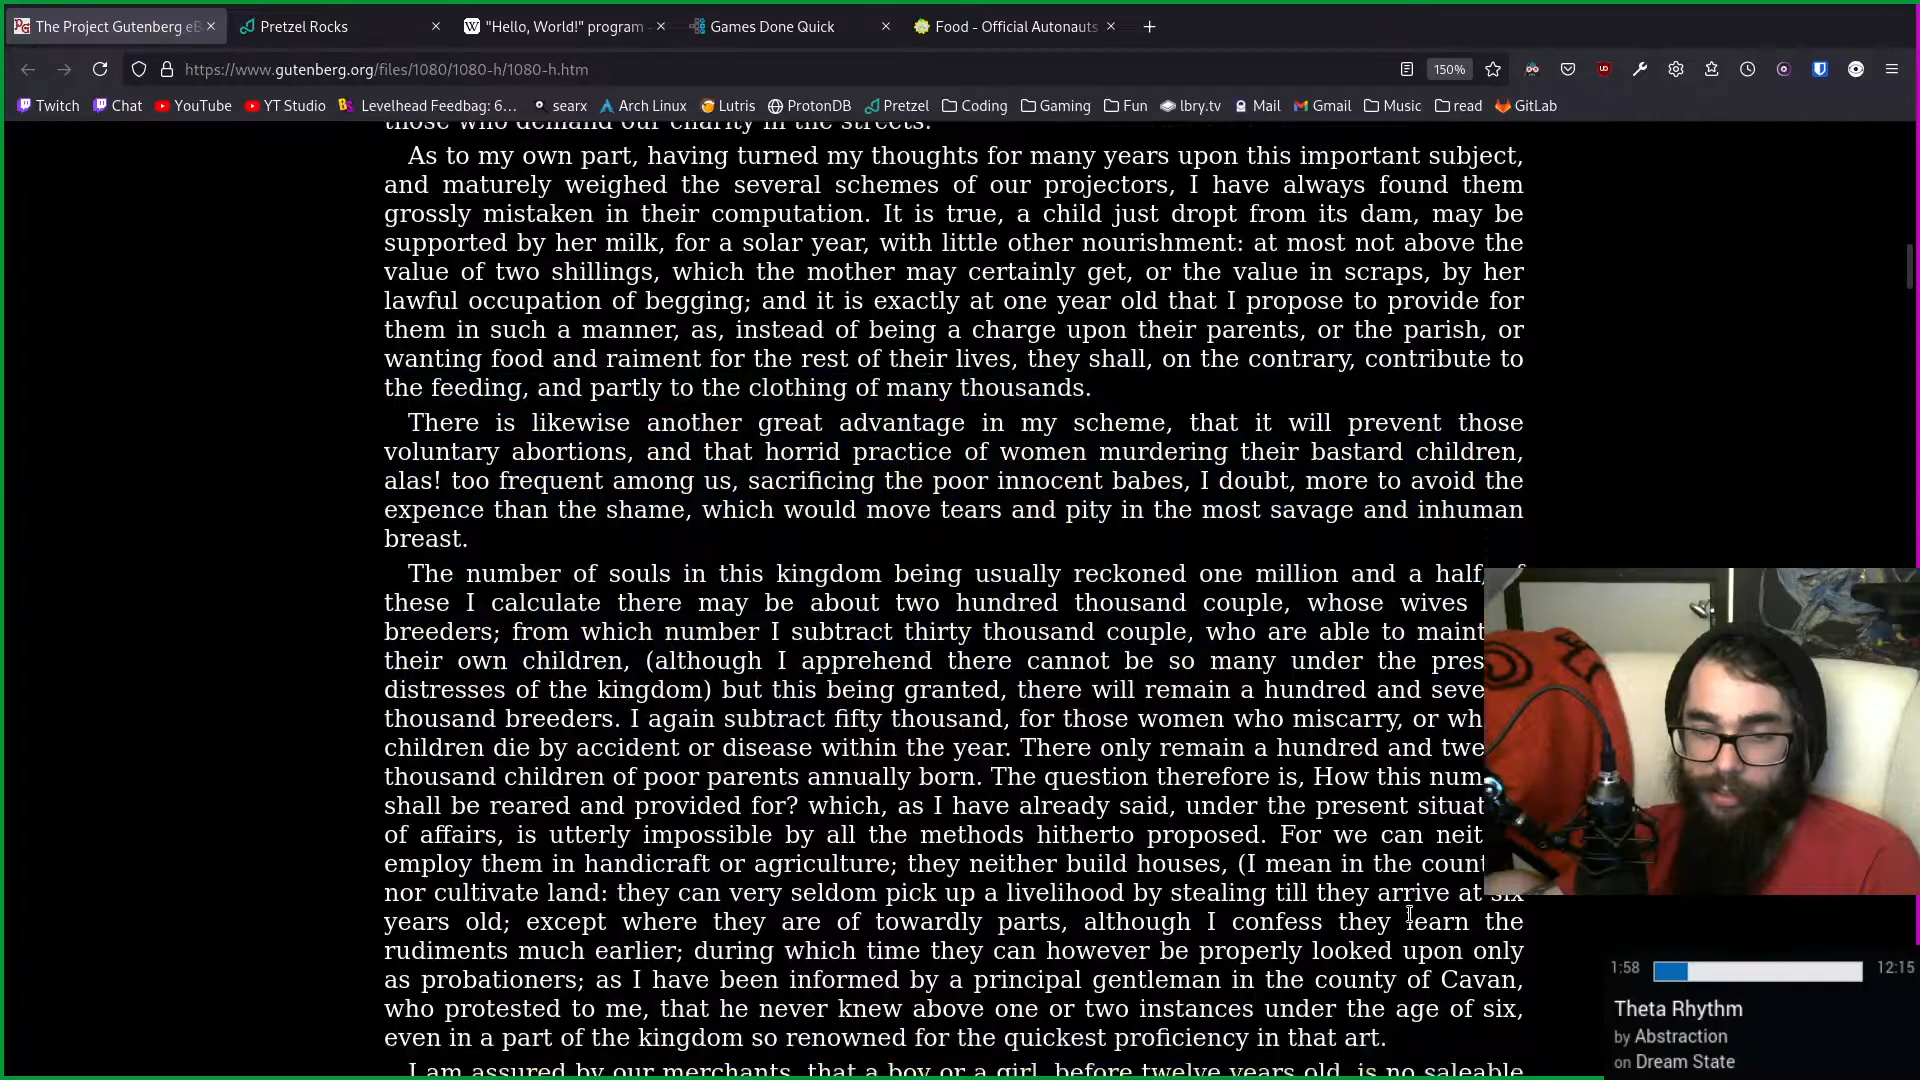 The Project Gutenberg eB
Pretzel Rocks
"Hello, World!" program -
Games Done Quick
Food - Official Autonauts
https://www.gutenberg.org/files/1080/1080-h/1080-h.htm
150%
Twitch
Chat
YouTube
YT Studio
Levelhead Feedbag: 6…
searx
Arch Linux
Lutris
ProtonDB
Pretzel
Coding
Gaming
Fun
lbry.tv
Mail
Gmail
Music
read
GitLab
those who demand our charity in the streets.
As to my own part, having turned my thoughts for many years upon this important subject,
and maturely weighed the several schemes of our projectors, I have always found them
grossly mistaken in their computation. It is true, a child just dropt from its dam, may be
supported by her milk, for a solar year, with little other nourishment: at most not above the
value of two shillings, which the mother may certainly get, or the value in scraps, by her
lawful occupation of begging; and it is exactly at one year old that I propose to provide for
them in such a manner, as, instead of being a charge upon their parents, or the parish, or
wanting food and raiment for the rest of their lives, they shall, on the contrary, contribute to
the feeding, and partly to the clothing of many thousands.
There is likewise another great advantage in my scheme, that it will prevent those
voluntary abortions, and that horrid practice of women murdering their bastard children,
alas! too frequent among us, sacrificing the poor innocent babes, I doubt, more to avoid the
expence than the shame, which would move tears and pity in the most savage and inhuman
breast.
The number of souls in this kingdom being usually reckoned one million and a half,
these I calculate there may be about two hundred thousand couple, whose wives
breeders; from which number I subtract thirty thousand couple, who are able to maint
their own children, (although I apprehend there cannot be so many under the pres
distresses of the kingdom) but this being granted, there will remain a hundred and seve
thousand breeders. I again subtract fifty thousand, for those women who miscarry, or wh
children die by accident or disease within the year. There only remain a hundred and twe
thousand children of poor parents annually born. The question therefore is, How this num
shall be reared and provided for? which, as I have already said, under the present situat
of affairs, is utterly impossible by all the methods hitherto proposed. For we can neit
employ them in handicraft or agriculture; they neither build houses, (I mean in the count
nor cultivate land: they can very seldom pick up a livelihood by stealing till they arrive at six
years old; except where they are of towardly parts, although I confess they learn the
rudiments much earlier; during which time they can however be properly looked upon only
as probationers; as I have been informed by a principal gentleman in the county of Cavan,
who protested to me, that he never knew above one or two instances under the age of six,
even in a part of the kingdom so renowned for the quickest proficiency in that art.
I am assured by our merchants, that a boy or a girl, before twelve years old, is no saleable
1:58
12:15
Theta Rhythm
by Abstraction
on Dream State